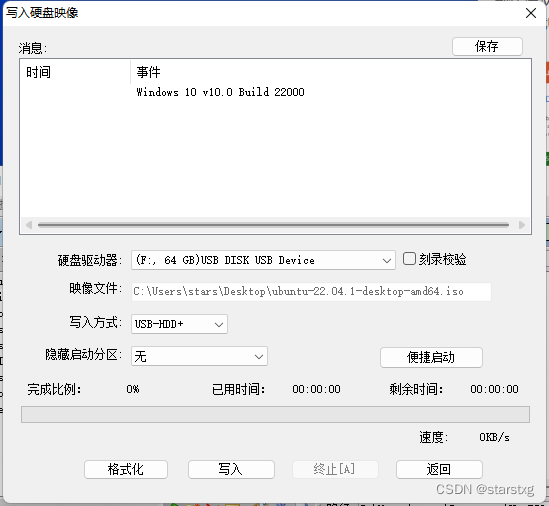 写入硬盘映像
消息:
保存
时间 事件
Windows 10 v10.0 Build 22000
硬盘驱动器: (F:, 64 GB)USB DISK USB Device 刻录校验
映像文件: C:\Users\stars\Desktop\ubuntu-22.04.1-desktop-amd64.iso
写入方式: USB-HDD+
隐藏启动分区: 无 便捷启动
完成比例: 0% 已用时间: 00:00:00 剩余时间: 00:00:00
速度: 0KB/s
格式化 写入 终止[A] 返回
CSDN @starstxg